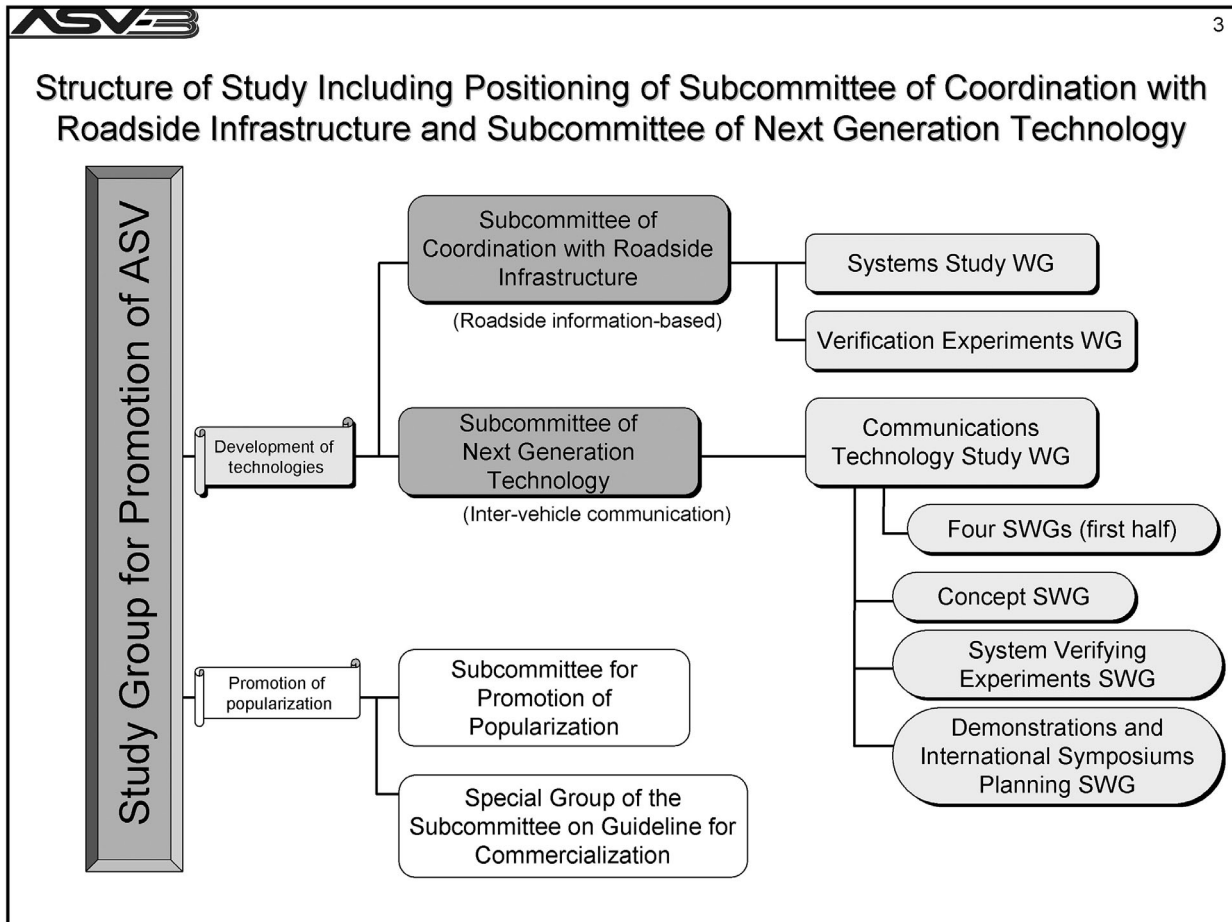 ASV-3
3
Structure of Study Including Positioning of Subcommittee of Coordination with
Roadside Infrastructure and Subcommittee of Next Generation Technology
Study Group for Promotion of ASV
Development of
technologies
Subcommittee of
Coordination with Roadside
Infrastructure
(Roadside information-based)
Systems Study WG
Verification Experiments WG
Subcommittee of
Next Generation
Technology
(Inter-vehicle communication)
Communications
Technology Study WG
Four SWGs (first half)
Concept SWG
System Verifying
Experiments SWG
Demonstrations and
International Symposiums
Planning SWG
Promotion of
popularization
Subcommittee for
Promotion of
Popularization
Special Group of the
Subcommittee on Guideline for
Commercialization